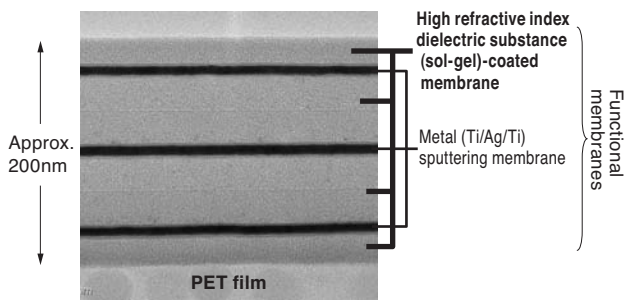 High refractive index
dielectric substance
(sol-gel)-coated
membrane
Approx.
200nm
Metal (Ti/Ag/Ti)
sputtering membrane
Functional
membranes
PET film